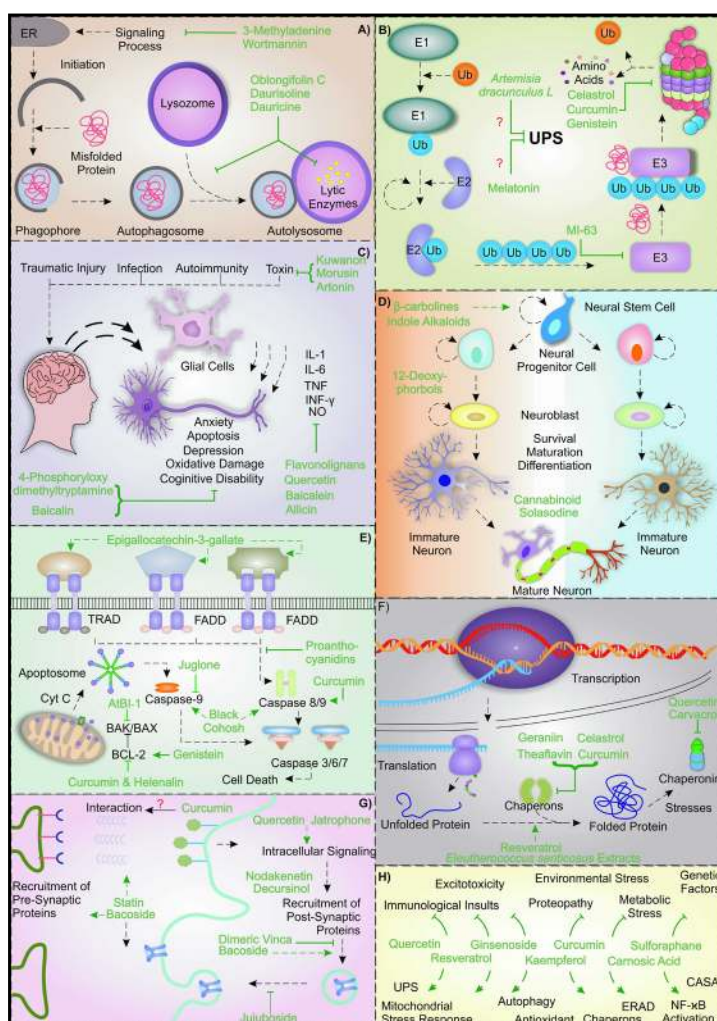 A)
ER
Signaling
Process
3-Methyladenine
Wortmannin
Initiation
Misfolded
Protein
Lysozome
Oblongifolin C
Daurisoline
Dauricine
Lytic
Enzymes
Phagophore
Autophagosome
Autolysosome
B)
E1
Ub
E1
Ub
E2
E2
Ub
Ub
Ub
Ub
Ub
Artemisia
dracunculus L
?
UPS
?
Melatonin
Ub
Amino
Acids
Celastrol
Curcumin
Genistein
E3
Ub
Ub
Ub
Ub
MI-63
E3
C)
Traumatic Injury
Infection
Autoimmunity
Toxin
Kuwanon
Morusin
Artonin
Glial Cells
IL-1
IL-6
TNF
INF-γ
NO
Anxiety
Apoptosis
Depression
Oxidative Damage
Coginitive Disability
4-Phosphoryloxy
dimethyltryptamine
Baicalin
Flavonolignans
Quercetin
Baicalein
Allicin
D)
β-carbolines
Indole Alkaloids
Neural Stem Cell
Neural
Progenitor Cell
12-Deoxy-
phorbols
Neuroblast
Survival
Maturation
Differentiation
Cannabinoid
Solasodine
Immature
Neuron
Immature
Neuron
Mature Neuron
E)
Epigallocatechin-3-gallate
TRAD
FADD
FADD
Apoptosome
Cyt C
Juglone
Caspase-9
Proantho-
cyanidins
Curcumin
Caspase 8/9
AtBI-1
BAK/BAX
Black
Cohosh
BCL-2
Genistein
Caspase 3/6/7
Curcumin & Helenalin
Cell Death
F)
Transcription
Quercetin
Carvacrol
Translation
Geraniin
Celastrol
Theaflavin
Curcumin
Chaperonin
Chaperons
Stresses
Unfolded Protein
Folded Protein
Resveratrol
Eleutherococcus senticosus Extracts
G)
Interaction
?
Curcumin
Quercetin
Jatrophone
Intracellular Signaling
Nodakenetin
Decursinol
Recruitment of
Pre-Synaptic
Proteins
Recruitment of
Post-Synaptic
Proteins
Statin
Bacoside
Dimeric Vinca
Bacoside
Jujuboside
H)
Excitotoxicity
Environmental Stress
Genetic
Factors
Immunological Insults
Proteopathy
Metabolic
Stress
Quercetin
Ginsenoside
Curcumin
Sulforaphane
Resveratrol
Kaempferol
Carnosic Acid
UPS
CASA
Mitochondrial
Stress Response
Autophagy
Antioxidant
Chaperons
ERAD
NF-κB
Activation